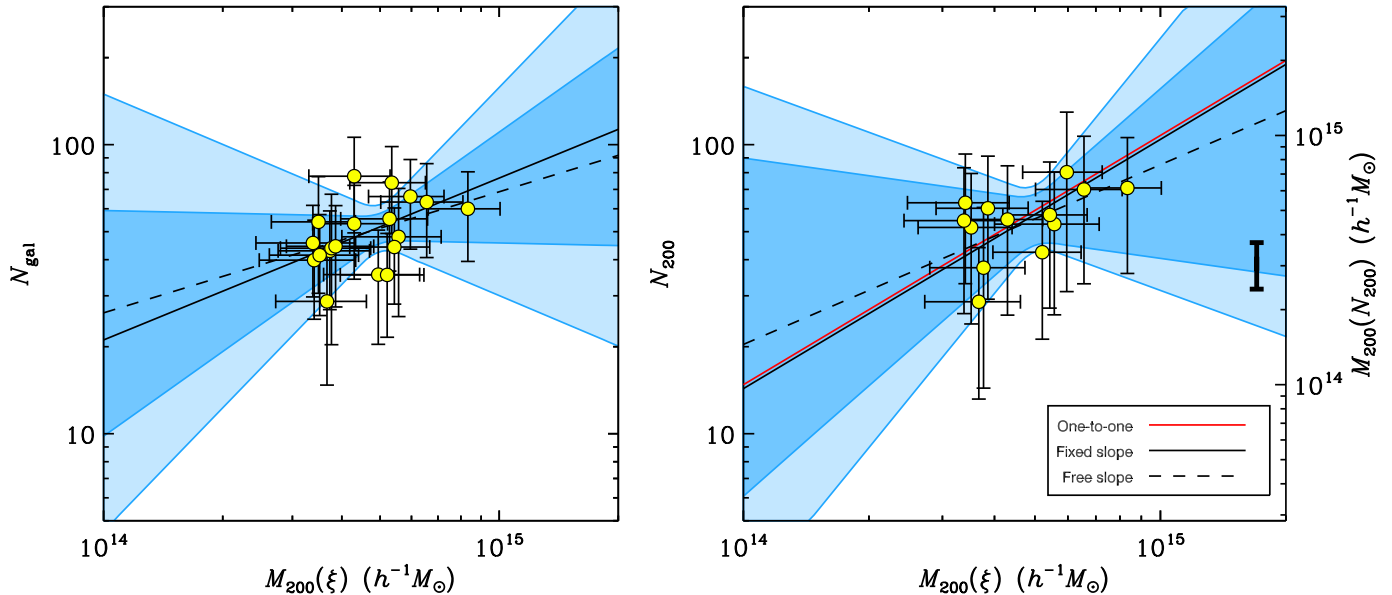 N_gal
100
10
10^14
10^15
M_200(ξ) (h^−1 M_⊙)
N_200
100
10
10^14
10^15
M_200(ξ) (h^−1 M_⊙)
10^15
10^14
M_200(N_200) (h^−1 M_⊙)
One-to-one
Fixed slope
Free slope